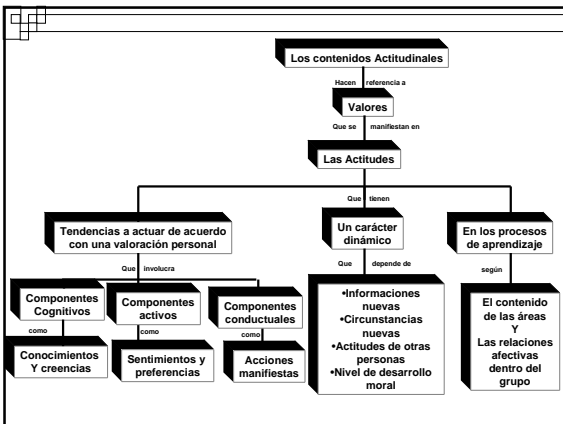 Los contenidos Actitudinales
Hacen referencia a
Valores
Que se manifiestan en
Las Actitudes
Que tienen
Tendencias a actuar de acuerdo
con una valoración personal
Un carácter
dinámico
En los procesos
de aprendizaje
Que involucra
Que depende de
según
Componentes
Cognitivos
Componentes
activos
Componentes
conductuales
•Informaciones
nuevas
•Circunstancias
nuevas
•Actitudes de otras
personas
•Nivel de desarrollo
moral
El contenido
de las áreas
Y
Las relaciones
afectivas
dentro del
grupo
como
como
como
Conocimientos
Y creencias
Sentimientos y
preferencias
Acciones
manifiestas